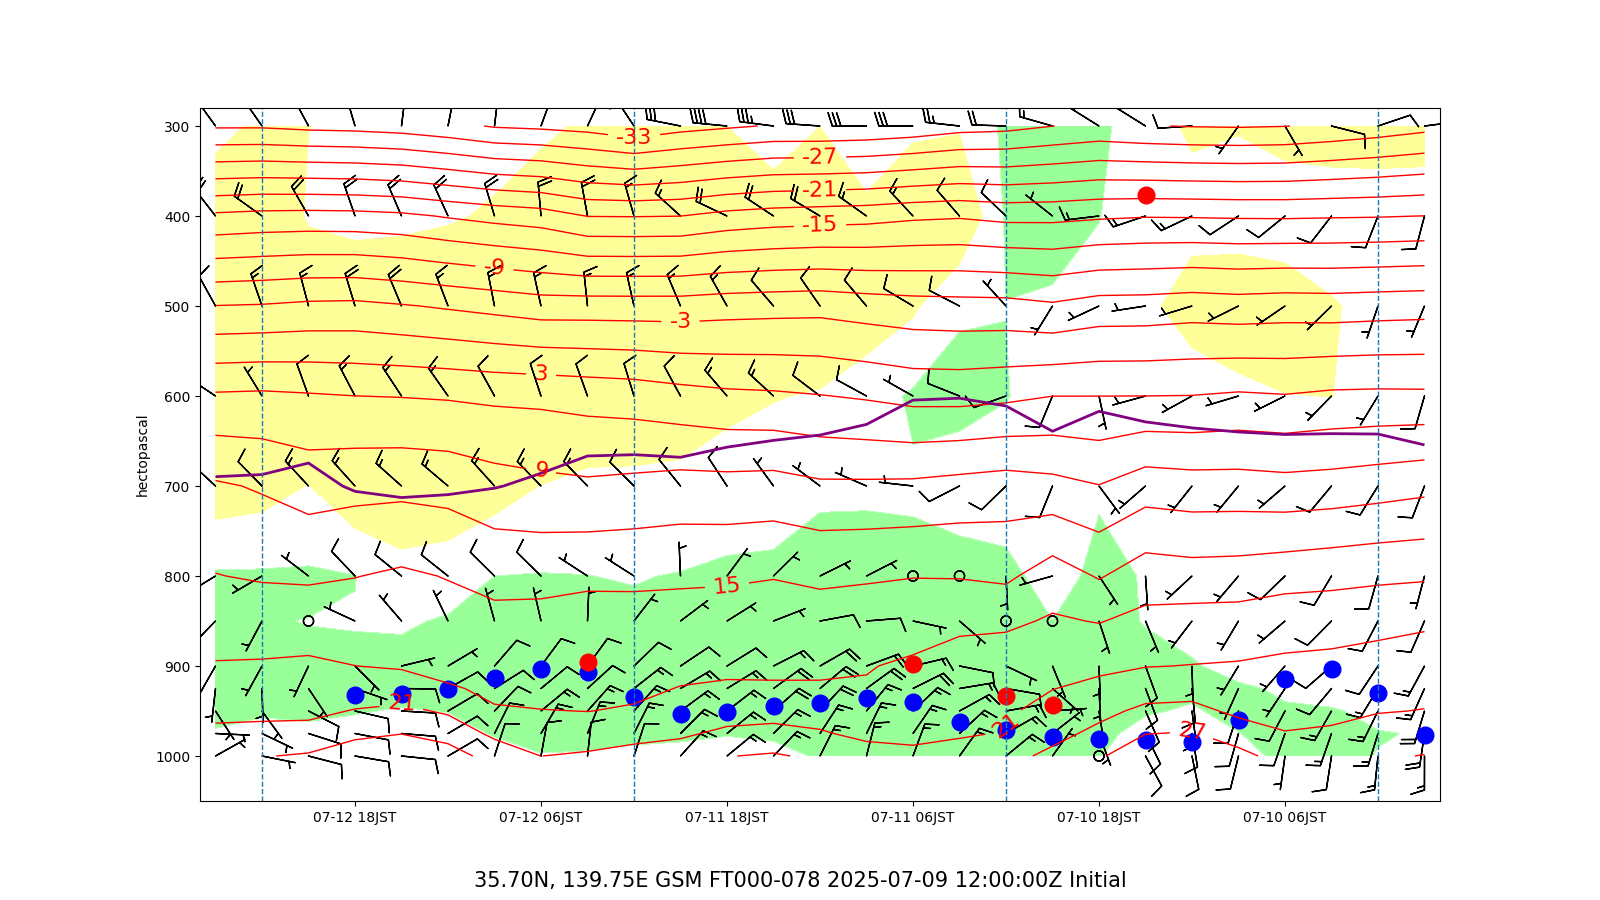 300
400
500
600
700
800
900
1000
hectopascal
-33
-27
-21
-15
-9
-3
3
9
15
21
27
07-12 18JST
07-12 06JST
07-11 18JST
07-11 06JST
07-10 18JST
07-10 06JST
35.70N, 139.75E GSM FT000-078 2025-07-09 12:00:00Z Initial